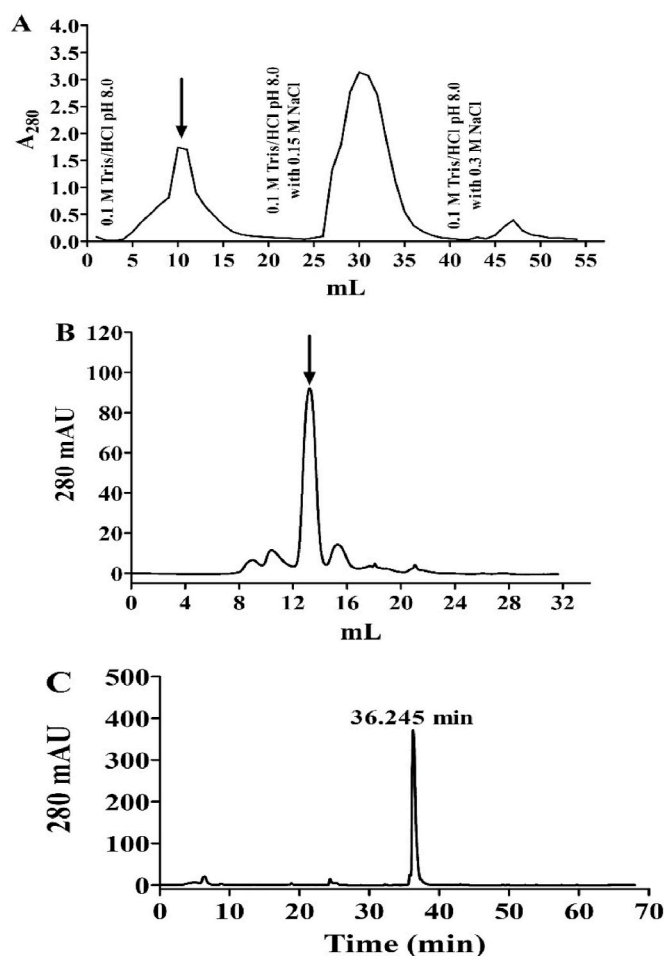 A
4.0
3.5
3.0
2.5
2.0
1.5
1.0
0.5
0.0
A280
0.1 M Tris/HCl pH 8.0
0.1 M Tris/HCl pH 8.0
with 0.15 M NaCl
0.1 M Tris/HCl pH 8.0
with 0.3 M NaCl
0 5 10 15 20 25 30 35 40 45 50 55
mL
B
120
100
80
60
40
20
0
280 mAU
0 4 8 12 16 20 24 28 32
mL
C
500
400
300
200
100
0
280 mAU
36.245 min
0 10 20 30 40 50 60 70
Time (min)